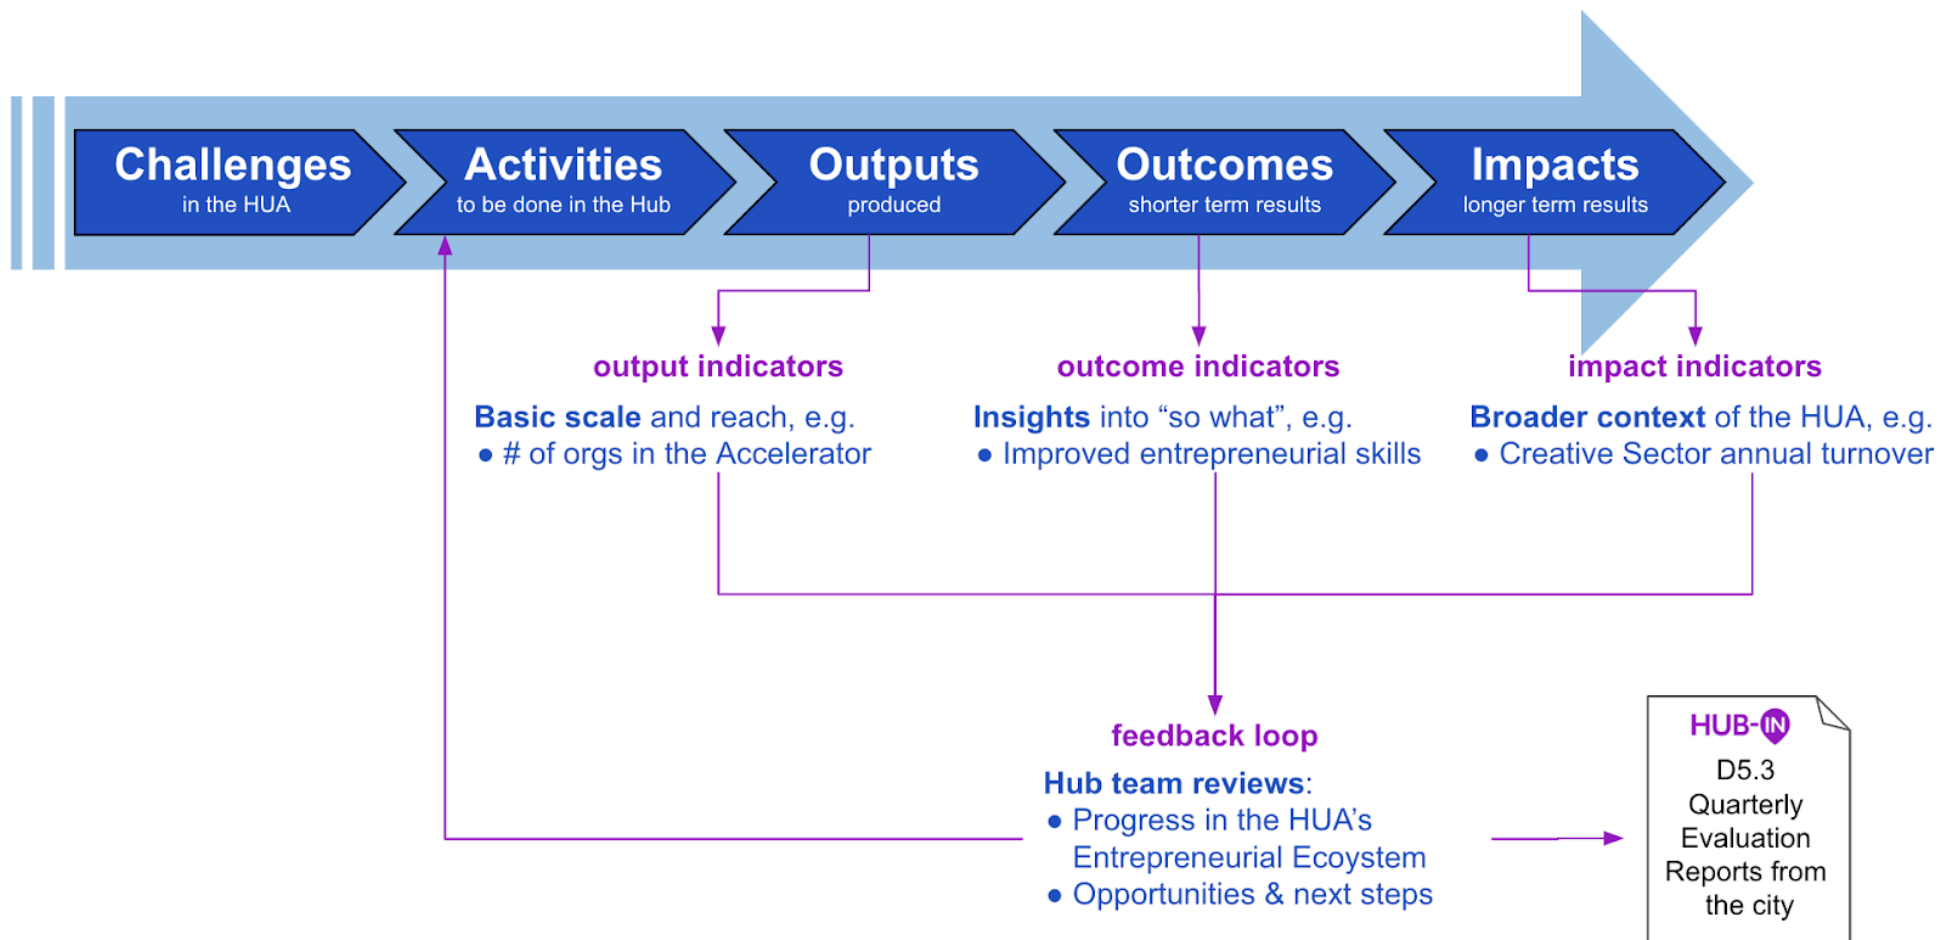 Challenges
in the HUA
Activities
to be done in the Hub
Outputs
produced
Outcomes
shorter term results
Impacts
longer term results
output indicators
Basic scale and reach, e.g.
● # of orgs in the Accelerator
outcome indicators
Insights into “so what”, e.g.
● Improved entrepreneurial skills
impact indicators
Broader context of the HUA, e.g.
● Creative Sector annual turnover
feedback loop
Hub team reviews:
● Progress in the HUA’s
Entrepreneurial Ecoystem
● Opportunities & next steps
HUB-IN
D5.3
Quarterly
Evaluation
Reports from
the city